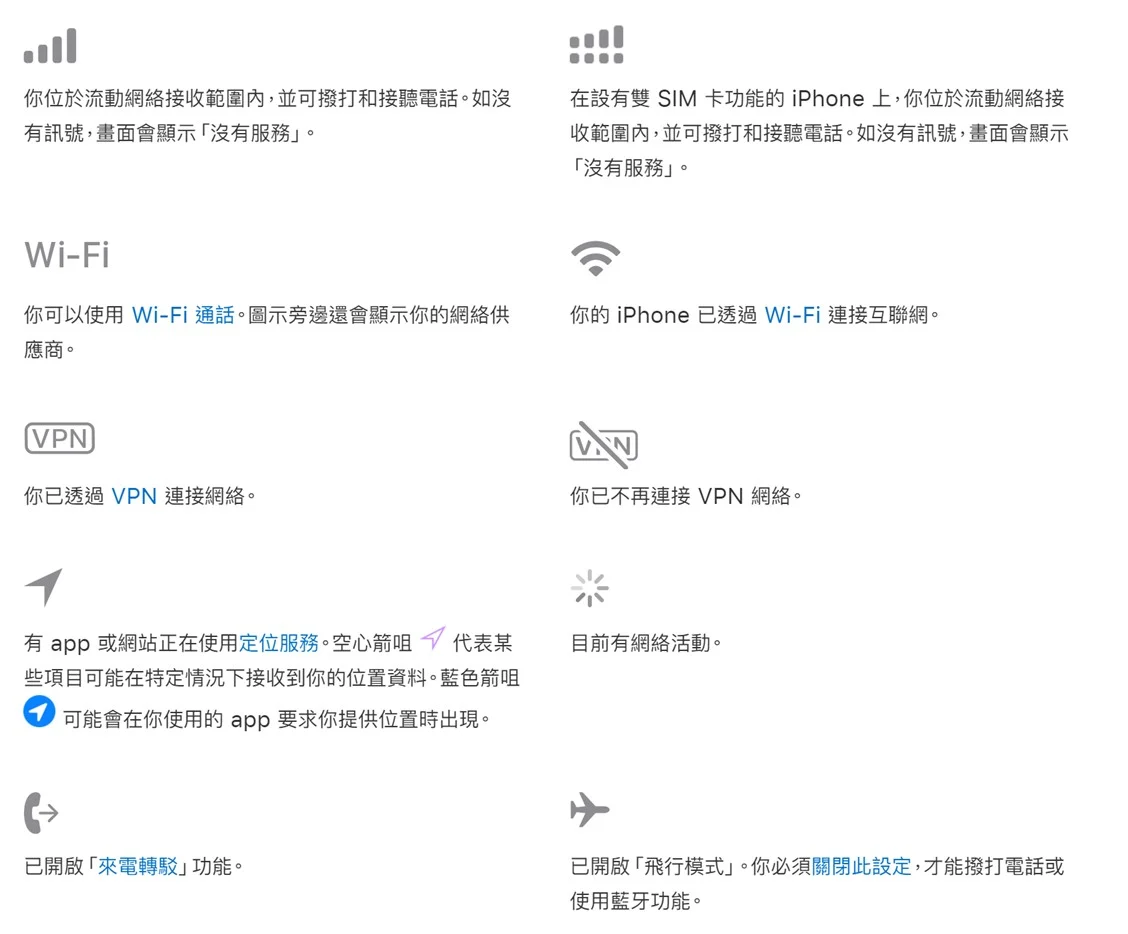 你位於流動網絡接收範圍內，並可撥打和接聽電話。如沒
有訊號，畫面會顯示「沒有服務」。
在設有雙 SIM 卡功能的 iPhone 上，你位於流動網絡接
收範圍內，並可撥打和接聽電話。如沒有訊號，畫面會顯示
「沒有服務」。
Wi-Fi
你可以使用 Wi-Fi 通話。圖示旁邊還會顯示你的網絡供
應商。
你的 iPhone 已透過 Wi-Fi 連接互聯網。
VPN
你已透過 VPN 連接網絡。
VPN
你已不再連接 VPN 網絡。
有 app 或網站正在使用定位服務。空心箭咀 代表某
些項目可能在特定情況下接收到你的位置資料。藍色箭咀
可能會在你使用的 app 要求你提供位置時出現。
目前有網絡活動。
已開啟「來電轉駁」功能。
已開啟「飛行模式」。你必須關閉此設定，才能撥打電話或
使用藍牙功能。